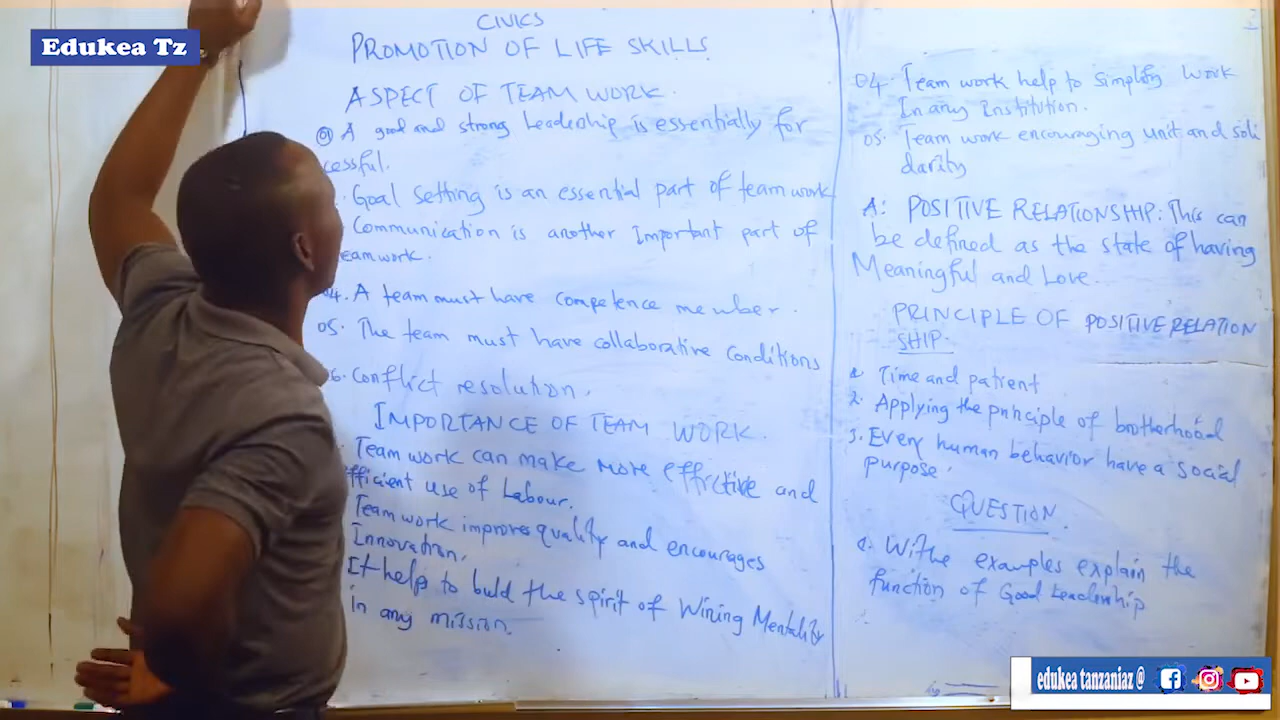 Edukea Tz
CIVICS
PROMOTION OF LIFE SKILLS
ASPECT OF TEAM WORK.
01 A good and strong Leadership is essentially for
cessful.
Goal Setting is an essential part of team work
Communication is another Important part of
eamwork.
04. A team must have competence member.
05. The team must have collaborative Conditions
6. Conflict resolution.
IMPORTANCE OF TEAM WORK.
Team work can make more effective and
fficient use of Labour.
Team work improves quality and encourages
Innovation.
It helps to build the spirit of Wining Mentality
in any mission.
04. Team work help to simplify work
In any Institution.
05. Team work encouraging unit and soli
darity
A: POSITIVE RELATIONSHIP: This can
be defined as the state of having
Meaningful and Love.
PRINCIPLE OF POSITIVE RELATION
SHIP.
Time and patient
2. Applying the principle of brotherhood
3. Every human behavior have a social
purpose.
QUESTION.
Withe examples explain the
function of Good Leadership
edukea tanzaniaz @